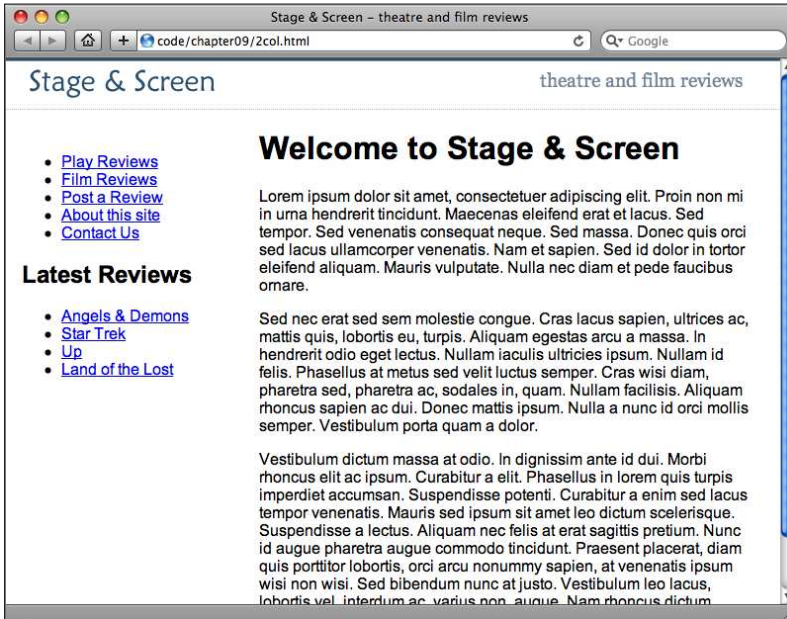 Stage & Screen – theatre and film reviews
code/chapter09/2col.html
Google
Stage & Screen
theatre and film reviews
Play Reviews
Film Reviews
Post a Review
About this site
Contact Us
Latest Reviews
Angels & Demons
Star Trek
Up
Land of the Lost
Welcome to Stage & Screen
Lorem ipsum dolor sit amet, consectetuer adipiscing elit. Proin non mi
in urna hendrerit tincidunt. Maecenas eleifend erat et lacus. Sed
tempor. Sed venenatis consequat neque. Sed massa. Donec quis orci
sed lacus ullamcorper venenatis. Nam et sapien. Sed id dolor in tortor
eleifend aliquam. Mauris vulputate. Nulla nec diam et pede faucibus
ornare.
Sed nec erat sed sem molestie congue. Cras lacus sapien, ultrices ac,
mattis quis, lobortis eu, turpis. Aliquam egestas arcu a massa. In
hendrerit odio eget lectus. Nullam iaculis ultricies ipsum. Nullam id
felis. Phasellus at metus sed velit luctus semper. Cras wisi diam,
pharetra sed, pharetra ac, sodales in, quam. Nullam facilisis. Aliquam
rhoncus sapien ac dui. Donec mattis ipsum. Nulla a nunc id orci mollis
semper. Vestibulum porta quam a dolor.
Vestibulum dictum massa at odio. In dignissim ante id dui. Morbi
rhoncus elit ac ipsum. Curabitur a elit. Phasellus in lorem quis turpis
imperdiet accumsan. Suspendisse potenti. Curabitur a enim sed lacus
tempor venenatis. Mauris sed ipsum sit amet leo dictum scelerisque.
Suspendisse a lectus. Aliquam nec felis at erat sagittis pretium. Nunc
id augue pharetra augue commodo tincidunt. Praesent placerat, diam
quis porttitor lobortis, orci arcu nonummy sapien, at venenatis ipsum
wisi non wisi. Sed bibendum nunc at justo. Vestibulum leo lacus,
lobortis vel, interdum ac, varius non, augue. Nam rhoncus dictum